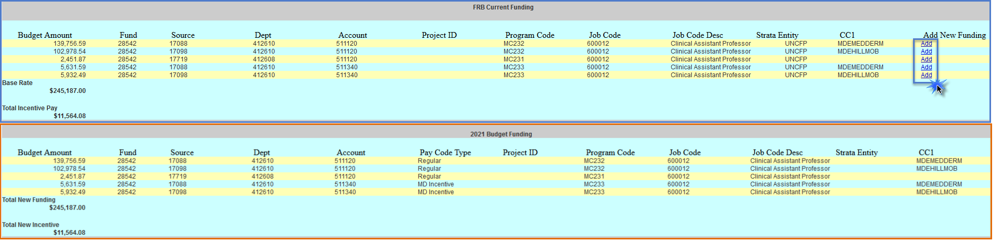 FRB Current Funding
Budget Amount Fund Source Dept Account Project ID Program Code Job Code Job Code Desc Strata Entity CC1 Add New Funding
139,756.59 28542 17088 412610 511120 MC232 600012 Clinical Assistant Professor UNCFP MDEMEDDERM Add
102,978.54 28542 17098 412610 511120 MC232 600012 Clinical Assistant Professor UNCFP MDEHILLMOB Add
2,451.87 28542 17719 412608 511120 MC231 600012 Clinical Assistant Professor UNCFP Add
5,631.59 28542 17088 412610 511340 MC233 600012 Clinical Assistant Professor UNCFP MDEMEDDERM Add
5,932.49 28542 17098 412610 511340 MC233 600012 Clinical Assistant Professor UNCFP MDEHILLMOB Add
Base Rate
$245,187.00
Total Incentive Pay
$11,564.08
2021 Budget Funding
Budget Amount Fund Source Dept Account Pay Code Type Project ID Program Code Job Code Job Code Desc Strata Entity CC1
139,756.59 28542 17088 412610 511120 Regular MC232 600012 Clinical Assistant Professor MDEMEDDERM
102,978.54 28542 17098 412610 511120 Regular MC232 600012 Clinical Assistant Professor MDEHILLMOB
2,451.87 28542 17719 412608 511120 Regular MC231 600012 Clinical Assistant Professor
5,631.59 28542 17088 412610 511340 MD Incentive MC233 600012 Clinical Assistant Professor MDEMEDDERM
5,932.49 28542 17098 412610 511340 MD Incentive MC233 600012 Clinical Assistant Professor MDEHILLMOB
Total New Funding
$245,187.00
Total New Incentive
$11,564.08